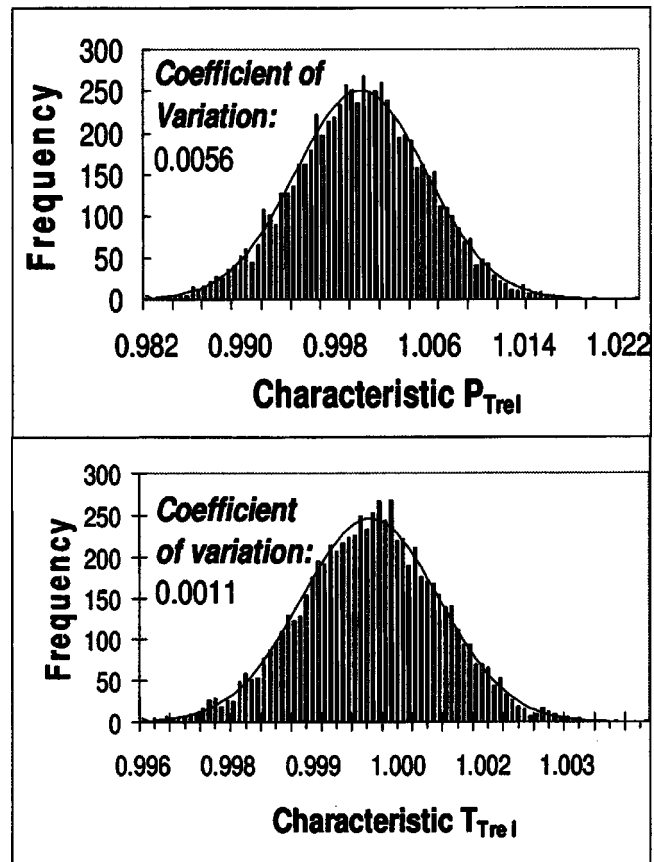 300
250
200
150
100
50
0
Frequency
Coefficient of
Variation:
0.0056
0.982 0.990 0.998 1.006 1.014 1.022
Characteristic P_Trel
300
250
200
150
100
50
0
Frequency
Coefficient
of variation:
0.0011
0.996 0.998 0.999 1.000 1.002 1.003
Characteristic T_Trel